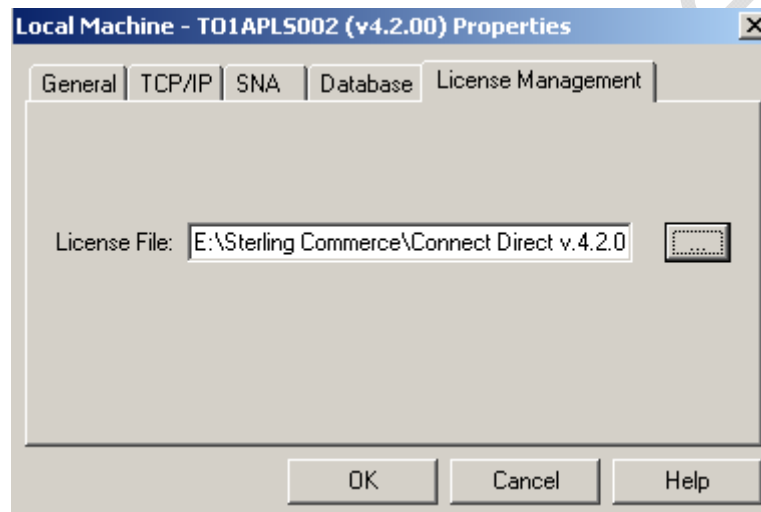 Local Machine - TO1APLS002 (v4.2.00) Properties
General TCP/IP SNA Database License Management
License File: E:\Sterling Commerce\Connect Direct v.4.2.0 ...
OK Cancel Help